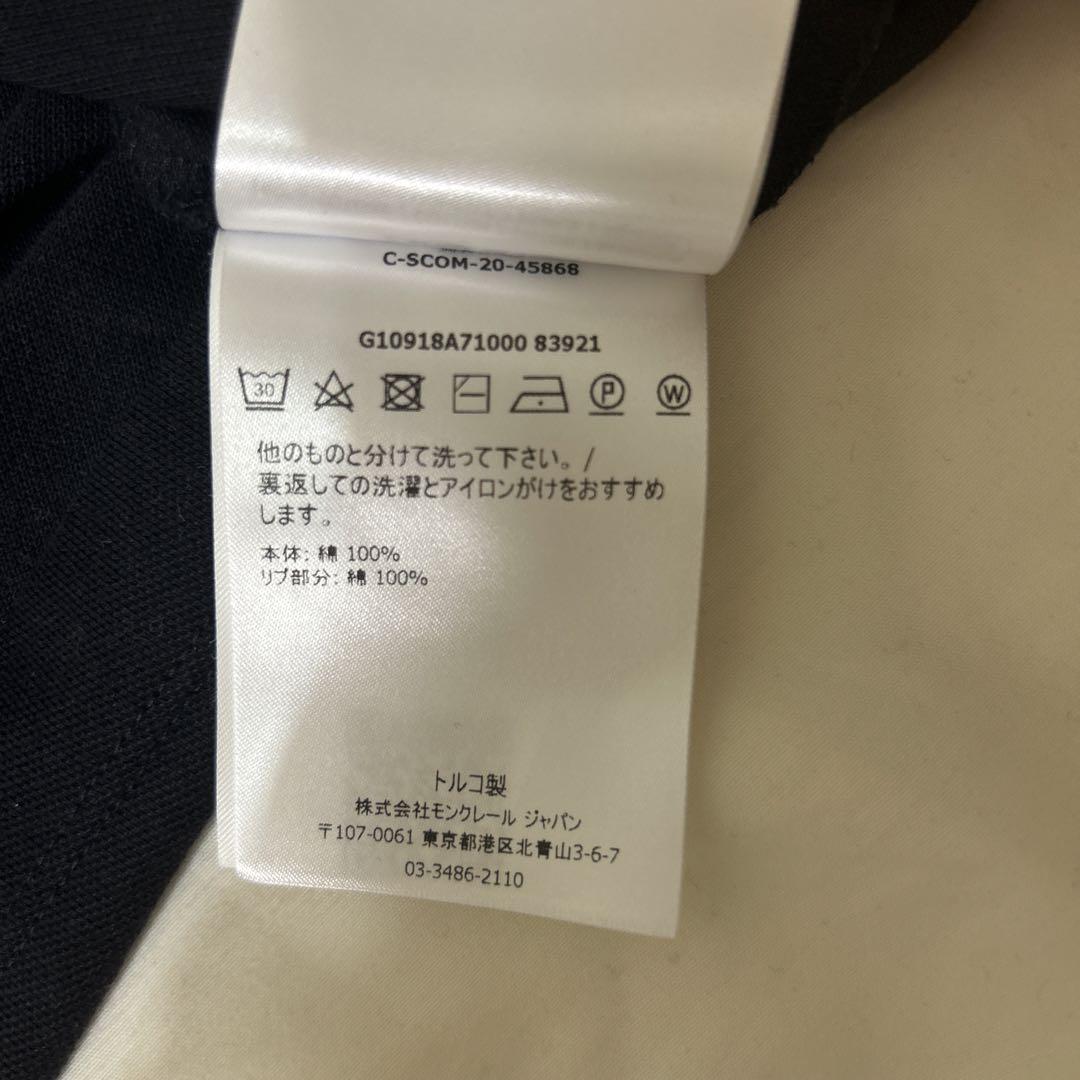 C-SCOM-20-45868
G10918A71000 83921
30 P W
他のものと分けて洗って下さい。/
裏返しての洗濯とアイロンがけをおすすめ
します。
本体: 綿 100%
リブ部分: 綿 100%
トルコ製
株式会社モンクレール ジャパン
〒107-0061 東京都港区北青山3-6-7
03-3486-2110